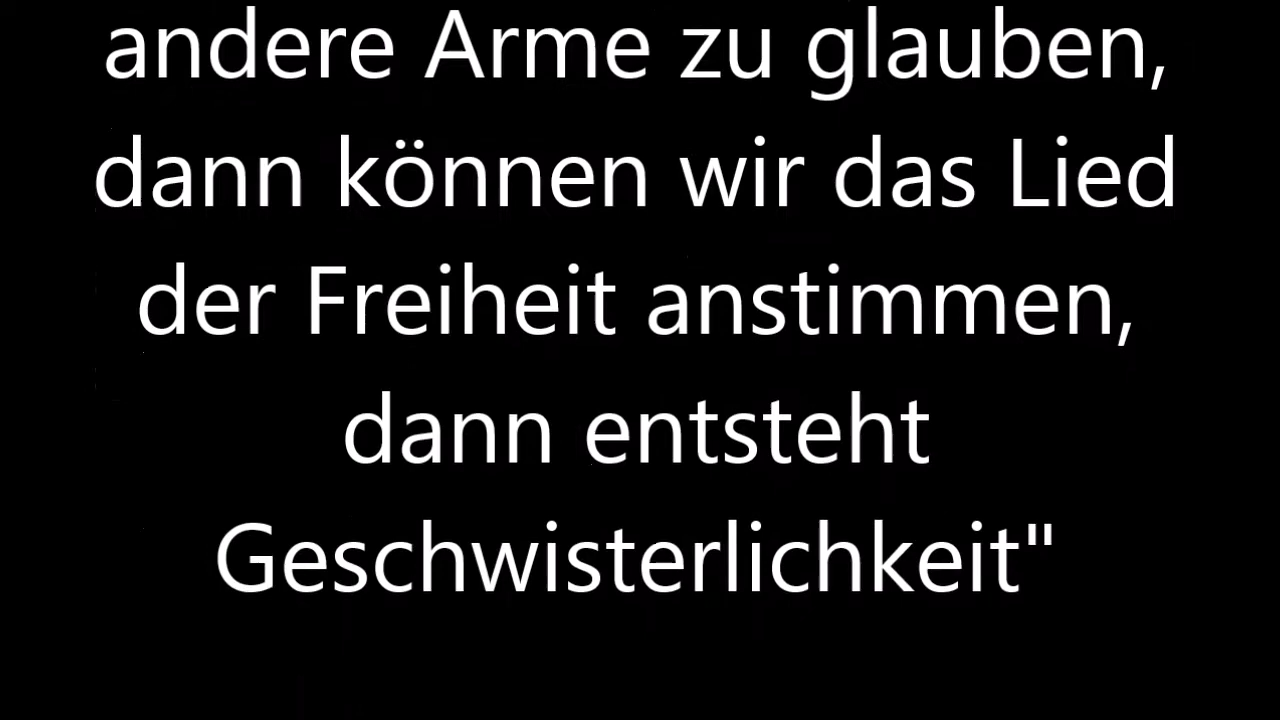 andere Arme zu glauben,
dann können wir das Lied
der Freiheit anstimmen,
dann entsteht
Geschwisterlichkeit"